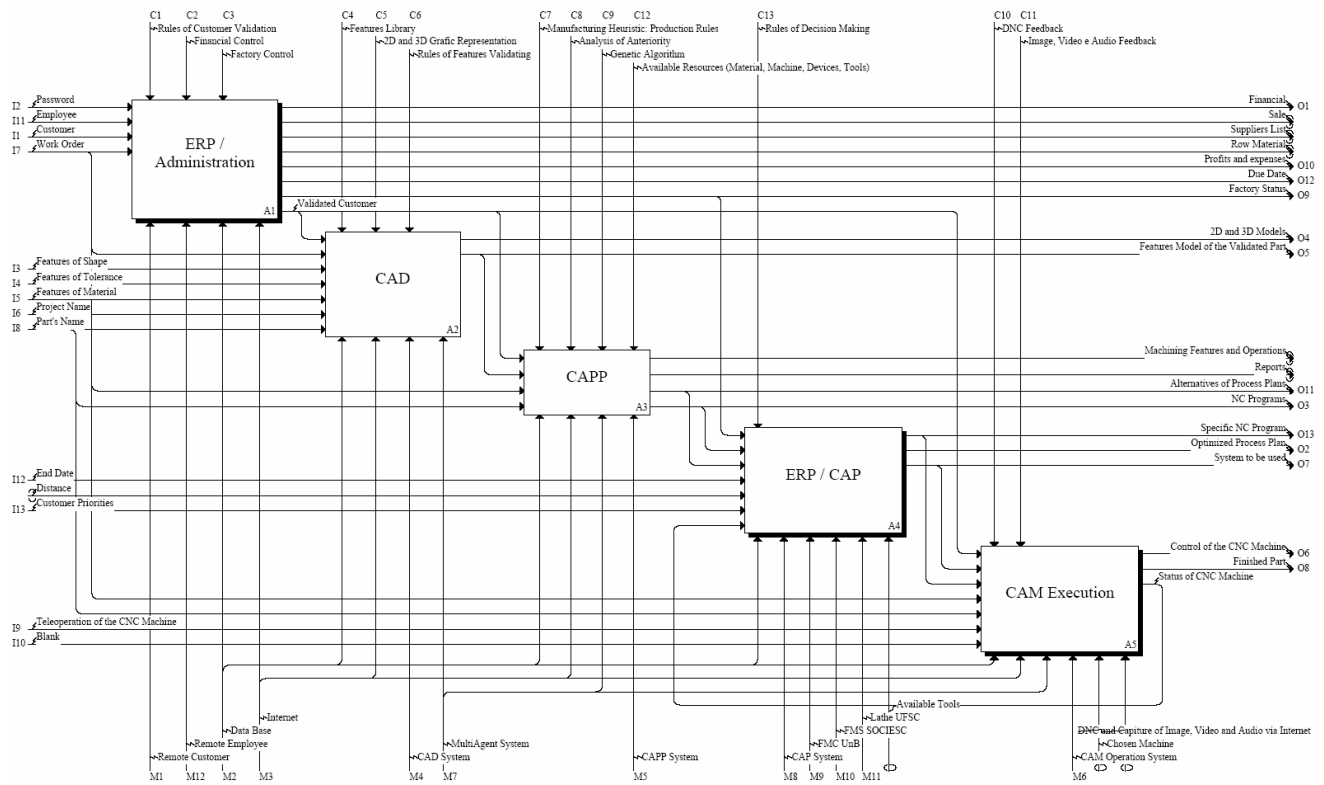 C1 C2 C3 C4 C5 C6 C7 C8 C9 C12 C13 C10 C11
Rules of Customer Validation
Financial Control
Factory Control
Features Library
2D and 3D Grafic Representation
Rules of Features Validating
Manufacturing Heuristic: Production Rules
Analysis of Anteriority
Genetic Algorithm
Available Resources (Material, Machine, Devices, Tools)
Rules of Decision Making
DNC Feedback
Image, Video e Audio Feedback
I2 Password
I11 Employee
I1 Customer
I7 Work Order
ERP /
Administration
A1
Financial O1
Sale
Suppliers List
Row Material
Profits and expenses O10
Due Date O12
Factory Status O9
Validated Customer
2D and 3D Models O4
Features Model of the Validated Part O5
I3 Features of Shape
I4 Features of Tolerance
I5 Features of Material
I6 Project Name
I8 Part's Name
CAD
A2
CAPP
A3
Machining Features and Operations
Reports
Alternatives of Process Plans O11
NC Programs O3
Specific NC Program O13
Optimized Process Plan O2
System to be used O7
I12 End Date
Distance
I13 Customer Priorities
ERP / CAP
A4
Control of the CNC Machine O6
Finished Part O8
Status of CNC Machine
CAM Execution
A5
I9 Teleoperation of the CNC Machine
I10 Blank
Available Tools
Internet
Data Base
Remote Employee
Remote Customer
MultiAgent System
CAD System
CAPP System
Lathe UFSC
FMS SOCIESC
FMC UnB
CAP System
DNC and Capiture of Image, Video and Audio via Internet
Chosen Machine
CAM Operation System
M1 M12 M2 M3 M4 M7 M5 M8 M9 M10 M11 M6